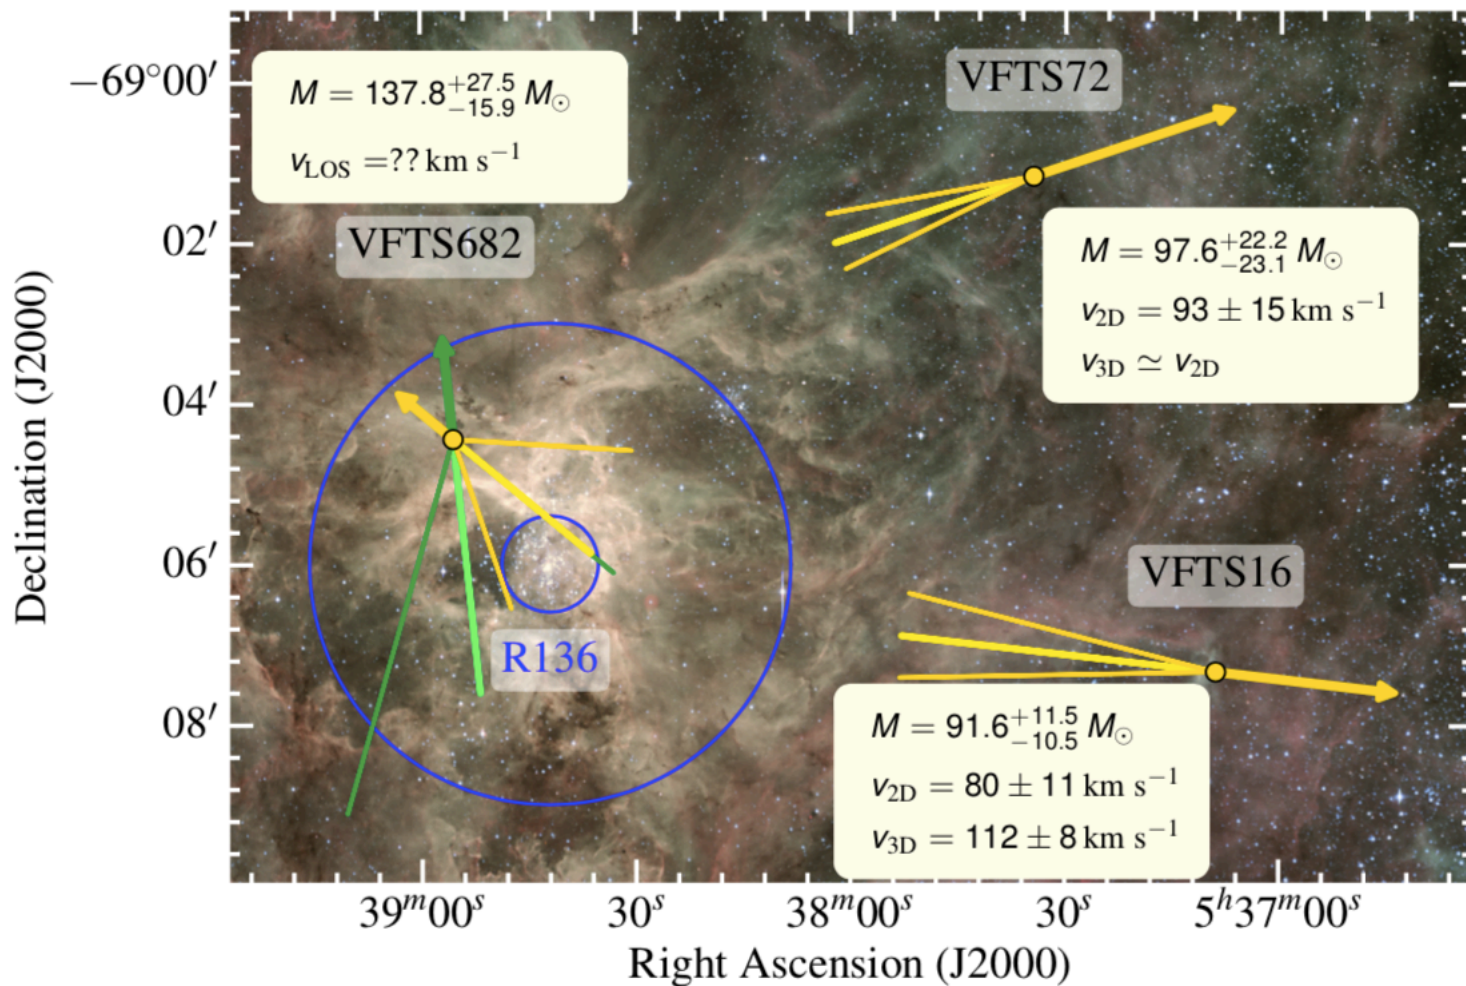 −69°00′
02′
04′
06′
08′
Declination (J2000)
M = 137.8 +27.5 −15.9 M⊙
vLOS =?? km s−1
VFTS682
VFTS72
M = 97.6 +22.2 −23.1 M⊙
v2D = 93 ± 15 km s−1
v3D ≃ v2D
R136
VFTS16
M = 91.6 +11.5 −10.5 M⊙
v2D = 80 ± 11 km s−1
v3D = 112 ± 8 km s−1
39m00s
30s
38m00s
30s
5h37m00s
Right Ascension (J2000)